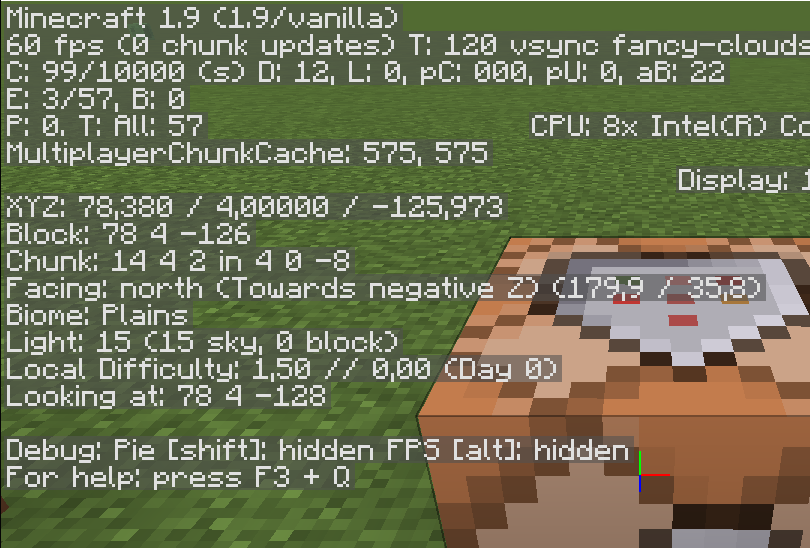 Minecraft 1.9 (1.9/vanilla)
60 fps (0 chunk updates) T: 120 vsync fancy-clouds
C: 99/10000 (s) D: 12, L: 0, pC: 000, pU: 0, aB: 22
E: 3/57, B: 0
P: 0. T: All: 57
CPU: 8x Intel(R) Co
MultiplayerChunkCache: 575, 575
Display: 1
XYZ: 78,380 / 4,00000 / -125,973
Block: 78 4 -126
Chunk: 14 4 2 in 4 0 -8
Facing: north (Towards negative Z) (179,9 / 35,8)
Biome: Plains
Light: 15 (15 sky, 0 block)
Local Difficulty: 1,50 // 0,00 (Day 0)
Looking at: 78 4 -128
Debug: Pie [shift]: hidden FPS [alt]: hidden
For help: press F3 + Q